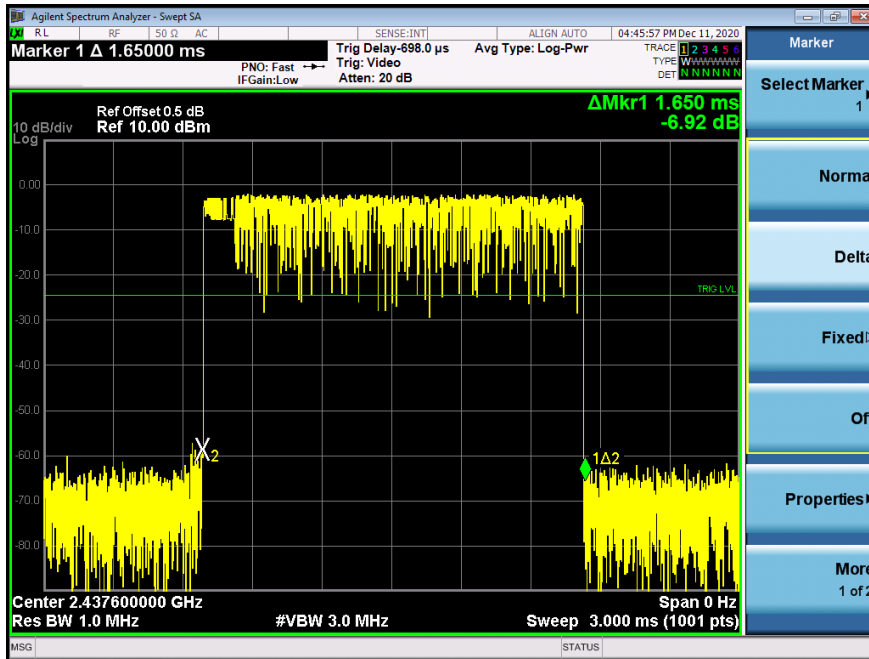 Agilent Spectrum Analyzer - Swept SA
LXI RL RF 50 Ω AC SENSE:INT ALIGN AUTO 04:45:57 PM Dec 11, 2020
Marker 1 Δ 1.65000 ms
PNO: Fast
IFGain:Low
Trig Delay-698.0 µs
Trig: Video
Atten: 20 dB
Avg Type: Log-Pwr
TRACE 1 2 3 4 5 6
TYPE WWWWWW
DET N N N N N N
ΔMkr1 1.650 ms
-6.92 dB
Ref Offset 0.5 dB
10 dB/div Ref 10.00 dBm
Log
0.00
-10.0
-20.0
TRIG LVL
-30.0
-40.0
-50.0
-60.0
2
1Δ2
-70.0
-80.0
Center 2.437600000 GHz Span 0 Hz
Res BW 1.0 MHz #VBW 3.0 MHz Sweep 3.000 ms (1001 pts)
MSG STATUS
Marker
Select Marker
1
Norma
Delta
Fixed
Of
Properties
More
1 of 2